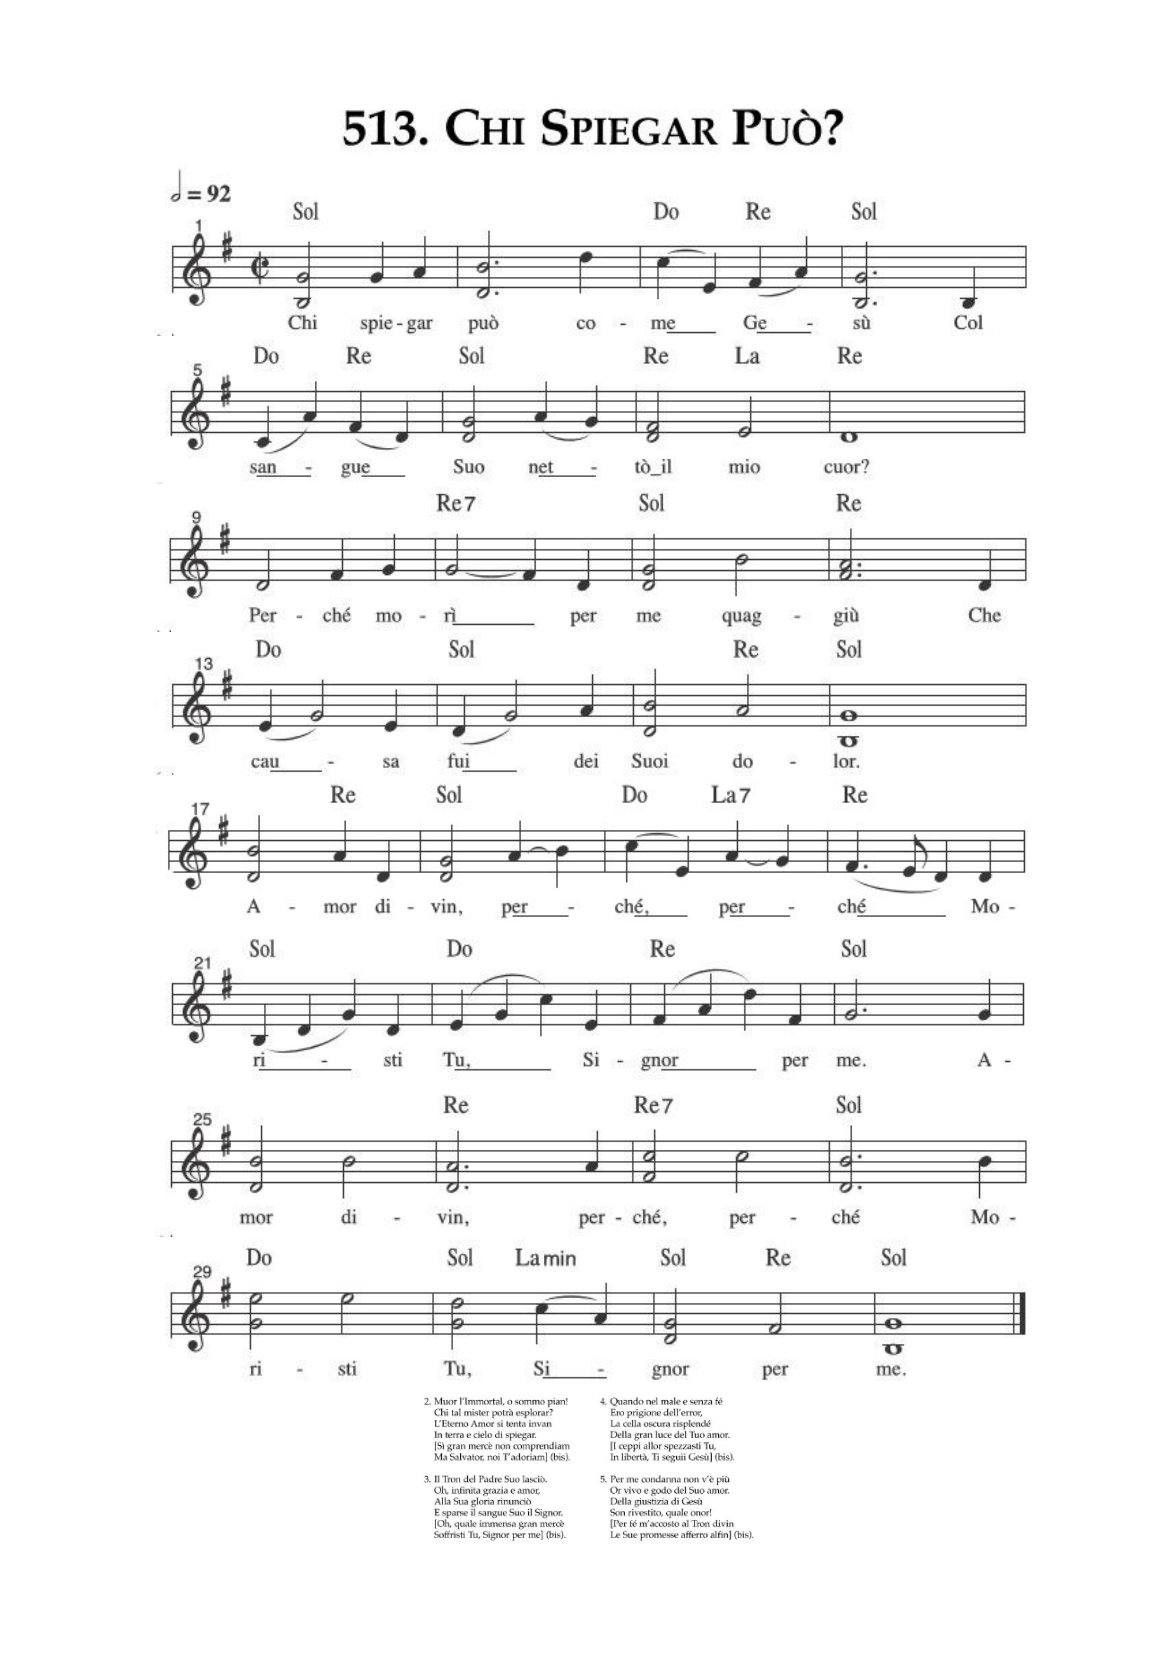 513. Chi Spiegar Può?
= 92
Sol Do Re Sol
1
Chi spie - gar può co - me Ge - sù Col
Do Re Sol Re La Re
5
san - gue Suo net - tò_il mio cuor?
Re7 Sol Re
9
Per - ché mo - rì per me quag - giù Che
Do Sol Re Sol
13
cau - sa fui dei Suoi do - lor.
Re Sol Do La7 Re
17
A - mor di - vin, per - ché, per - ché Mo -
Sol Do Re Sol
21
ri - sti Tu, Si - gnor per me. A -
Re Re7 Sol
25
mor di - vin, per - ché, per - ché Mo -
Do Sol Lamin Sol Re Sol
29
ri - sti Tu, Si - gnor per me.
2. Muor l'Immortal, o sommo pian!
Chi tal mister potrà esplorar?
L'Eterno Amor si tenta invan
In terra e cielo di spiegar.
[Sì gran mercè non comprendiam
Ma Salvator, noi T'adoriam] (bis).
3. Il Tron del Padre Suo lasciò.
Oh, infinita grazia e amor,
Alla Sua gloria rinunciò
E sparse il sangue Suo il Signor.
[Oh, quale immensa gran mercè
Soffristi Tu, Signor per me] (bis).
4. Quando nel male e senza fé
Ero prigione dell'error,
La cella oscura risplendé
Della gran luce del Tuo amor.
[I ceppi allor spezzasti Tu,
In libertà, Ti seguii Gesù] (bis).
5. Per me condanna non v'è più
Or vivo e godo del Suo amor.
Della giustizia di Gesù
Son rivestito, quale onor!
[Per fé m'accosto al Tron divin
Le Sue promesse afferro alfin] (bis).